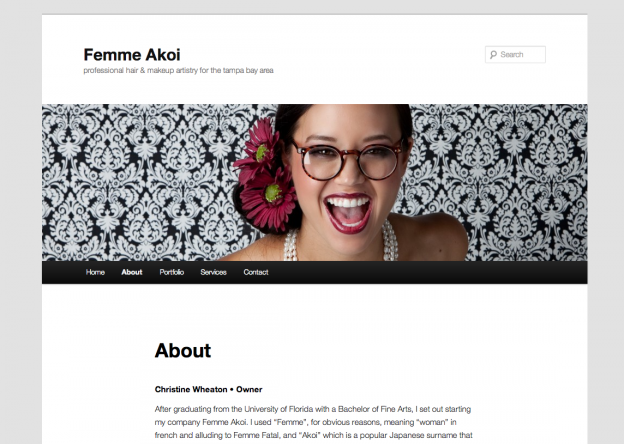 Femme Akoi
professional hair & makeup artistry for the tampa bay area
Search
Home About Portfolio Services Contact
About
Christine Wheaton • Owner
After graduating from the University of Florida with a Bachelor of Fine Arts, I set out starting
my company Femme Akoi. I used “Femme”, for obvious reasons, meaning “woman” in
french and alluding to Femme Fatal, and “Akoi” which is a popular Japanese surname that